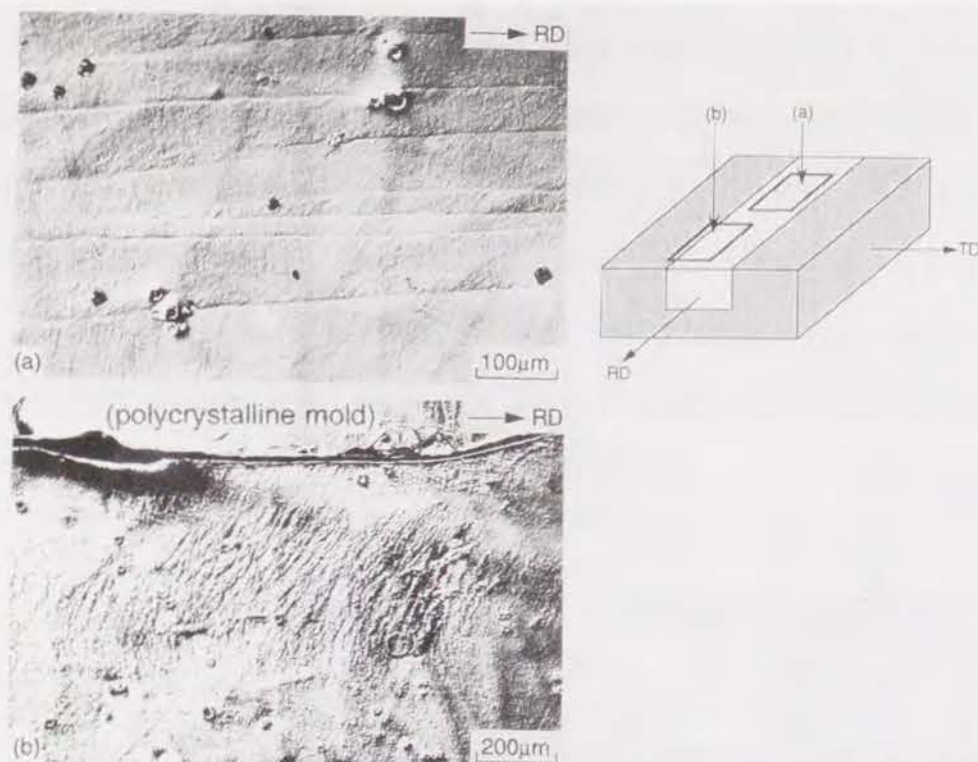 → RD
(a)
100μm
(b)
(a)
TD
RD
(polycrystalline mold)
→ RD
(b)
200μm